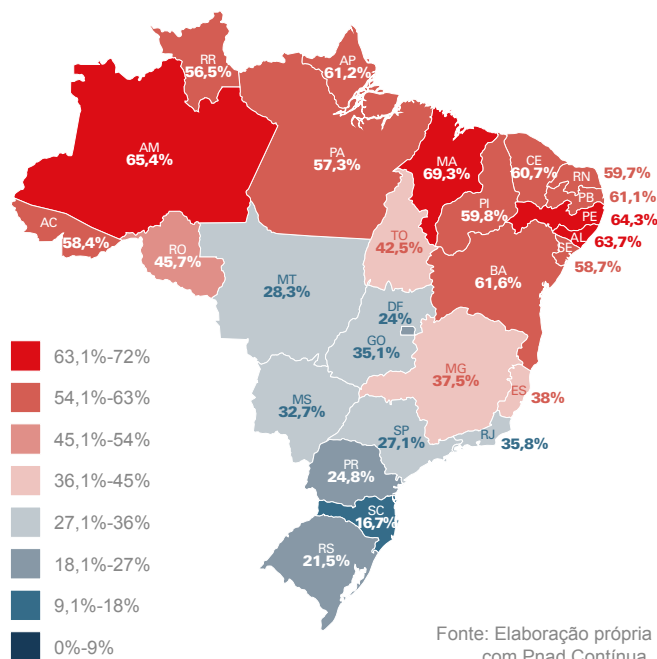 RR
56,5%
AP
61,2%
AM
65,4%
PA
57,3%
MA
69,3%
CE
60,7%
RN
59,7%
PB
61,1%
PI
59,8%
PE
64,3%
AL
63,7%
SE
58,7%
AC
58,4%
RO
45,7%
TO
42,5%
BA
61,6%
MT
28,3%
DF
24%
GO
35,1%
MG
37,5%
ES
38%
MS
32,7%
SP
27,1%
RJ
35,8%
PR
24,8%
SC
16,7%
RS
21,5%
63,1%-72%
54,1%-63%
45,1%-54%
36,1%-45%
27,1%-36%
18,1%-27%
9,1%-18%
0%-9%
Fonte: Elaboração própria
com Pnad Contínua